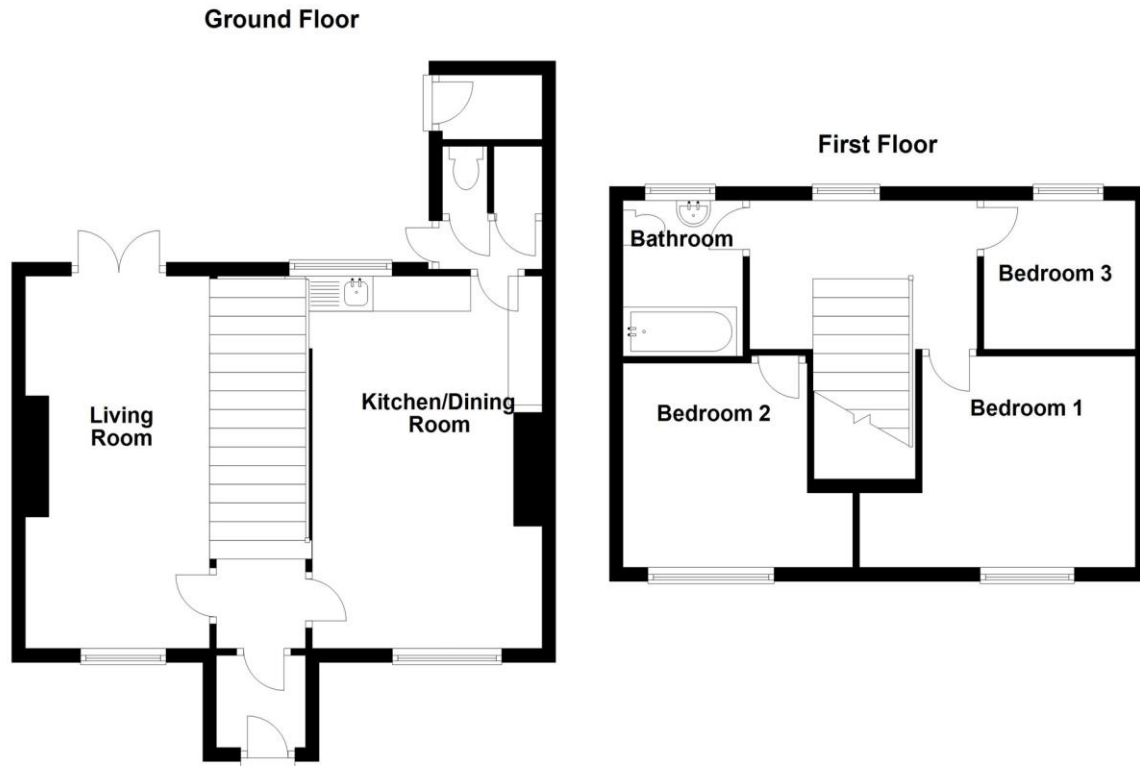 Ground Floor
Living
Room
Kitchen/Dining
Room
First Floor
Bathroom
Bedroom 3
Bedroom 2
Bedroom 1